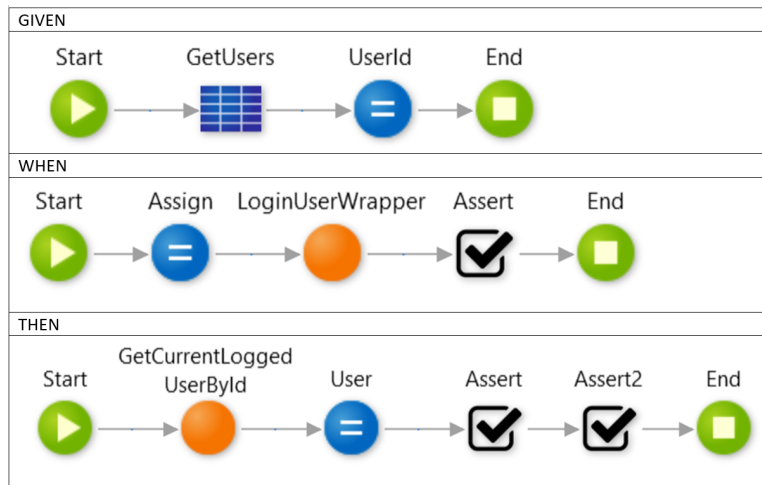 GIVEN
Start GetUsers UserId End
WHEN
Start Assign LoginUserWrapper Assert End
THEN
GetCurrentLogged
Start UserById User Assert Assert2 End